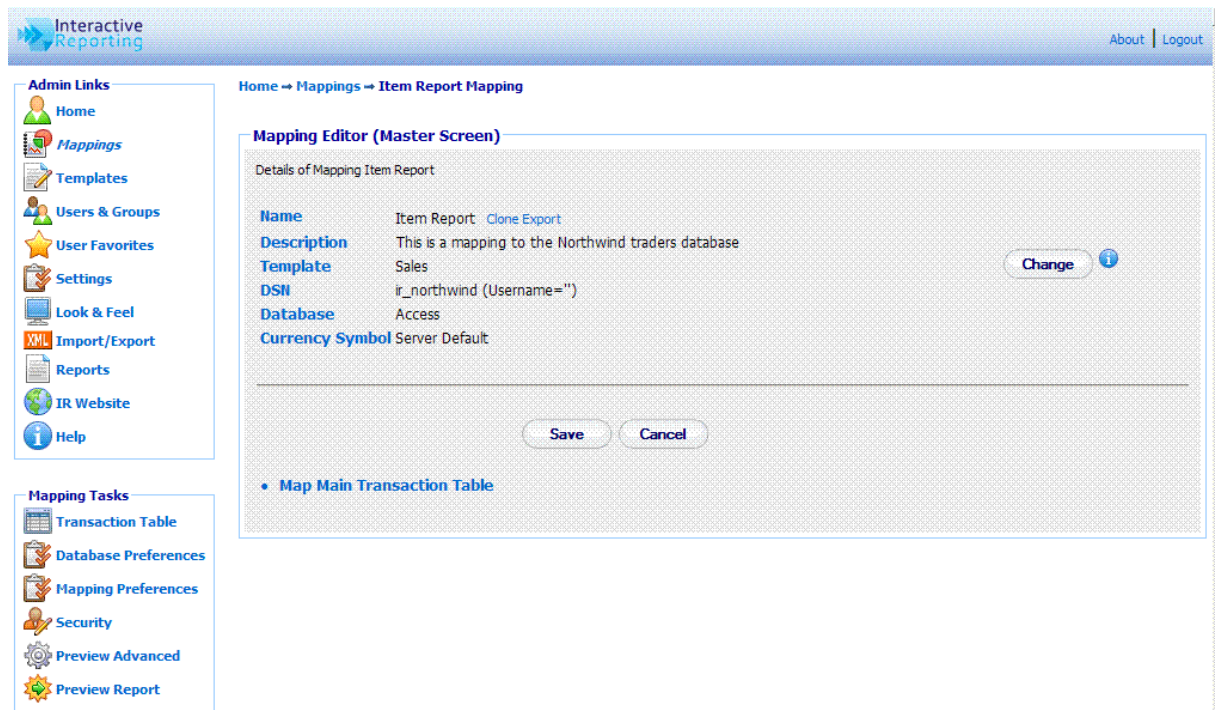 Interactive
Reporting
About | Logout
Admin Links
Home
Mappings
Templates
Users & Groups
User Favorites
Settings
Look & Feel
XML Import/Export
Reports
IR Website
i Help
Mapping Tasks
Transaction Table
Database Preferences
Mapping Preferences
Security
Preview Advanced
Preview Report
Home → Mappings → Item Report Mapping
Mapping Editor (Master Screen)
Details of Mapping Item Report
Name Item Report Clone Export
Description This is a mapping to the Northwind traders database
Template Sales
DSN ir_northwind (Username='')
Database Access
Currency Symbol Server Default
Change i
Save Cancel
• Map Main Transaction Table